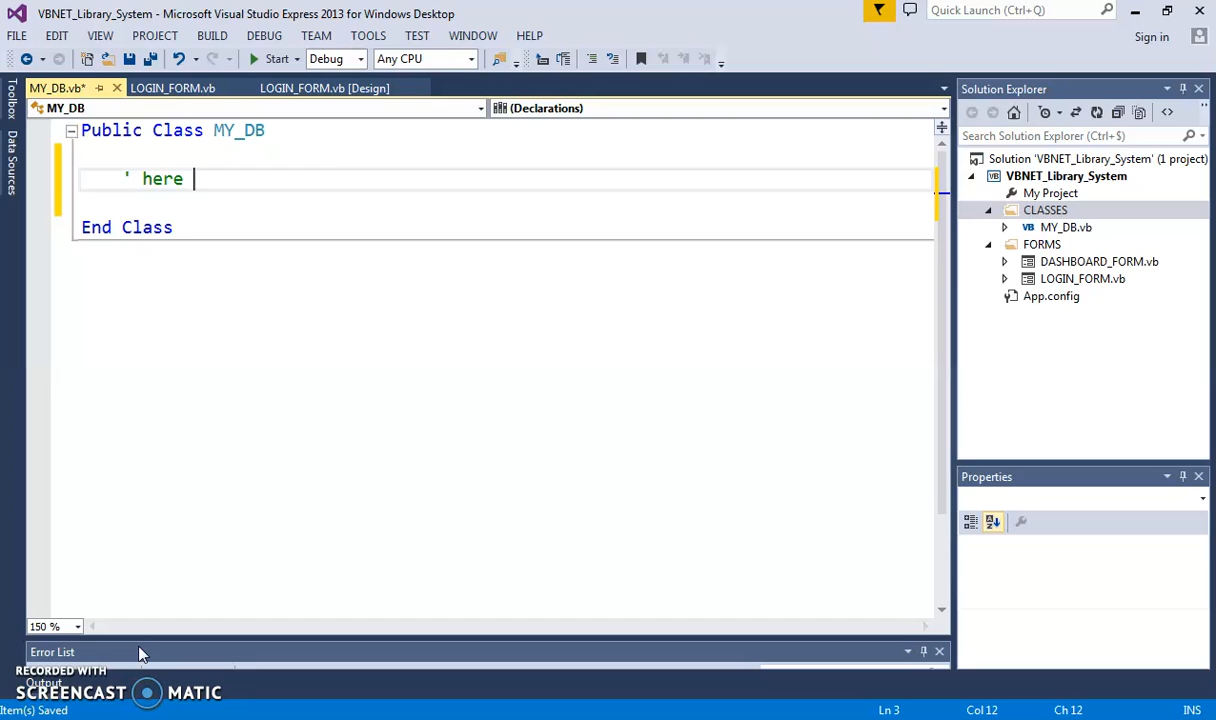 VBNET_Library_System - Microsoft Visual Studio Express 2013 for Windows Desktop
Quick Launch (Ctrl+Q)
FILE EDIT VIEW PROJECT BUILD DEBUG TEAM TOOLS TEST WINDOW HELP
Sign in
Start Debug Any CPU
Toolbox
Data Sources
MY_DB.vb* LOGIN_FORM.vb LOGIN_FORM.vb [Design]
MY_DB (Declarations)
Public Class MY_DB
' here
End Class
150 %
Error List
Output
RECORDED WITH
SCREENCAST MATIC
Item(s) Saved Ln 3 Col 12 Ch 12 INS
Solution Explorer
Search Solution Explorer (Ctrl+$)
Solution 'VBNET_Library_System' (1 project)
VBNET_Library_System
My Project
CLASSES
MY_DB.vb
FORMS
DASHBOARD_FORM.vb
LOGIN_FORM.vb
App.config
Properties